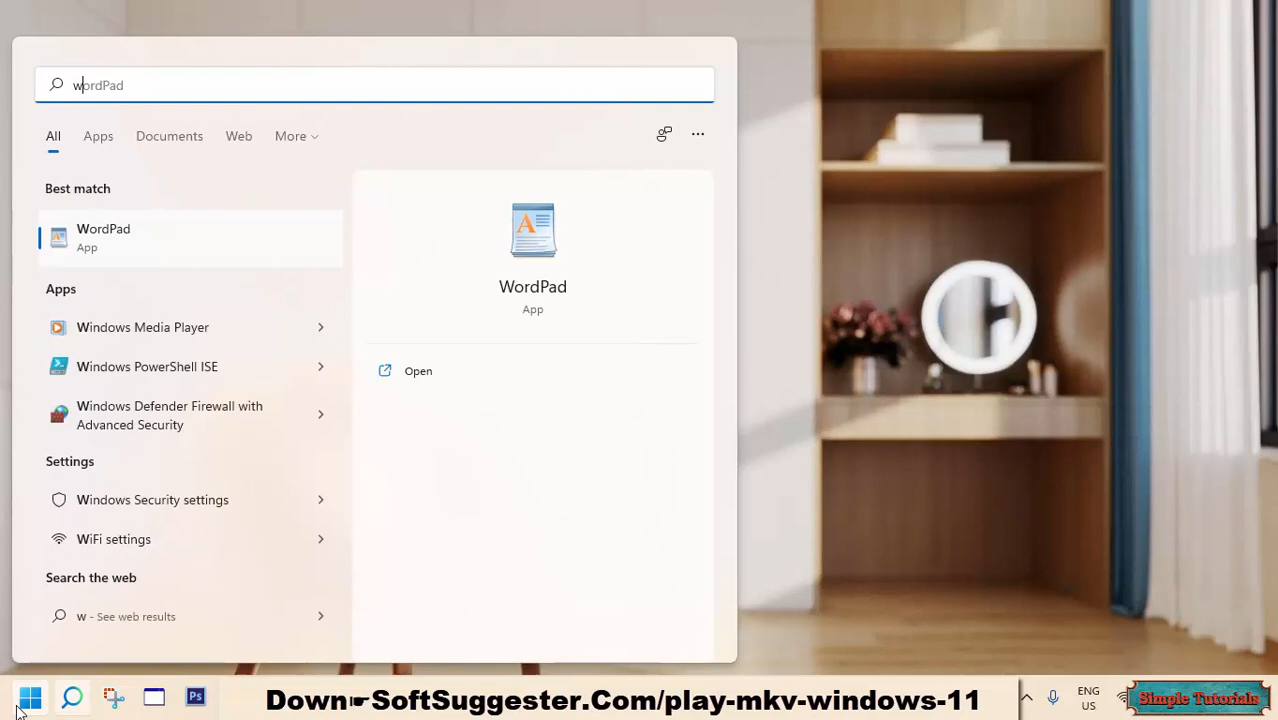 wordPad
All Apps Documents Web More
Best match
WordPad
App
Apps
Windows Media Player
Windows PowerShell ISE
Windows Defender Firewall with
Advanced Security
Settings
Windows Security settings
WiFi settings
Search the web
w - See web results
A
WordPad
App
Open
Ps
Down☛SoftSuggester.Com/play-mkv-windows-11
ENG
US
Simple Tutorials